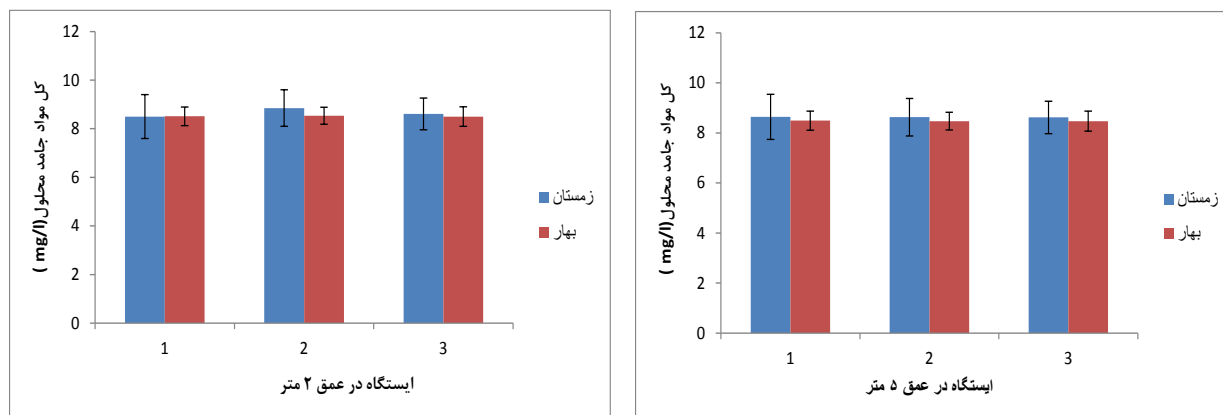 کل مواد جامد محلول(mg/l )
12
10
8
6
4
2
0
1
2
3
ایستگاه در عمق ۲ متر
زمستان
بهار
کل مواد جامد محلول(mg/l )
12
10
8
6
4
2
0
1
2
3
ایستگاه در عمق ۵ متر
زمستان
بهار